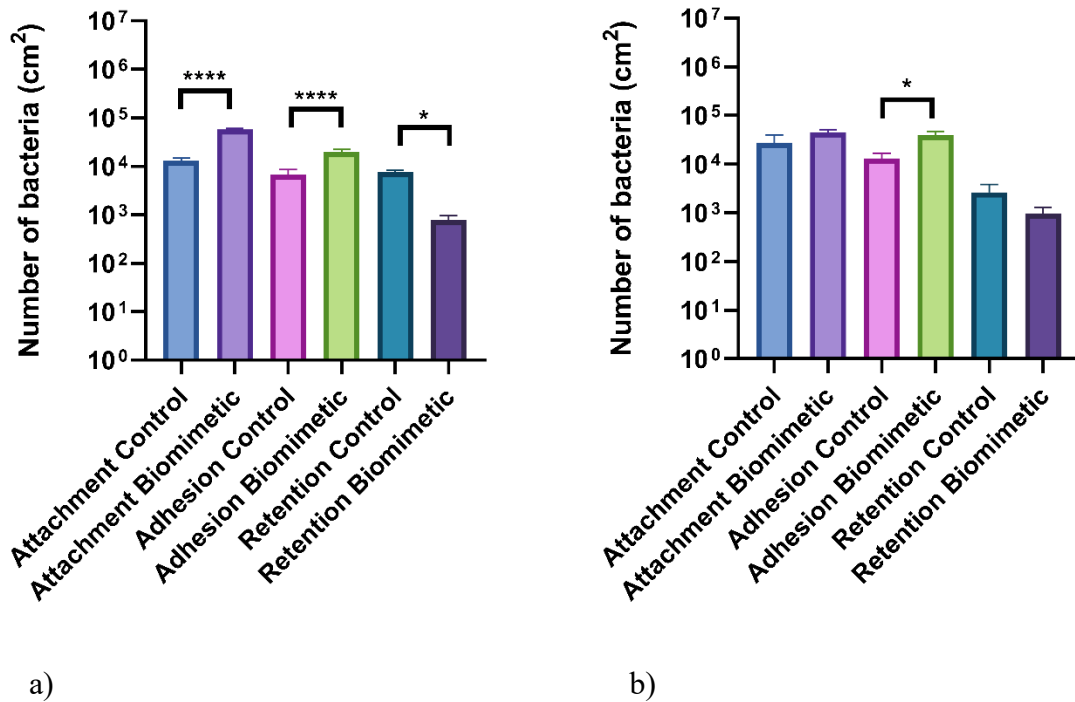 Number of bacteria (cm²)
10⁷
10⁶
10⁵
10⁴
10³
10²
10¹
10⁰
****
****
*
Attachment Control
Attachment Biomimetic
Adhesion Control
Adhesion Biomimetic
Retention Control
Retention Biomimetic
a)
Number of bacteria (cm²)
10⁷
10⁶
10⁵
10⁴
10³
10²
10¹
10⁰
*
Attachment Control
Attachment Biomimetic
Adhesion Control
Adhesion Biomimetic
Retention Control
Retention Biomimetic
b)